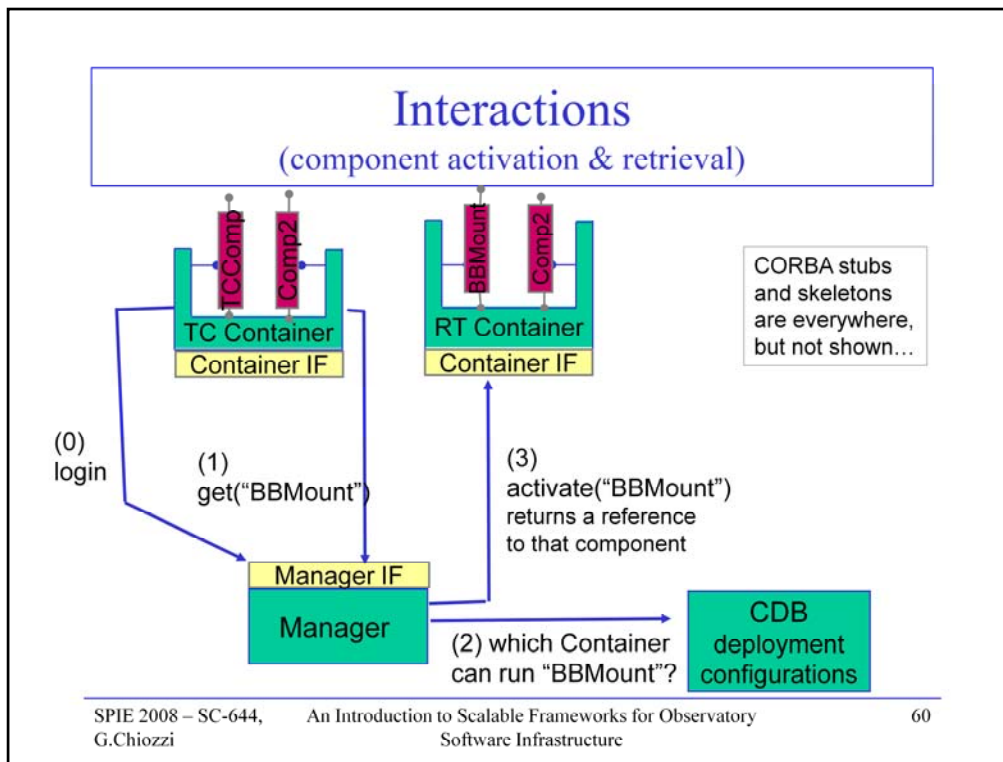 Interactions
(component activation & retrieval)
TCComp
Comp2
BBMount
Comp2
TC Container
Container IF
RT Container
Container IF
CORBA stubs
and skeletons
are everywhere,
but not shown…
(0)
login
(1)
get(“BBMount”)
(3)
activate(“BBMount”)
returns a reference
to that component
Manager IF
Manager
(2) which Container
can run “BBMount”?
CDB
deployment
configurations
SPIE 2008 – SC-644,
G.Chiozzi
An Introduction to Scalable Frameworks for Observatory
Software Infrastructure
60